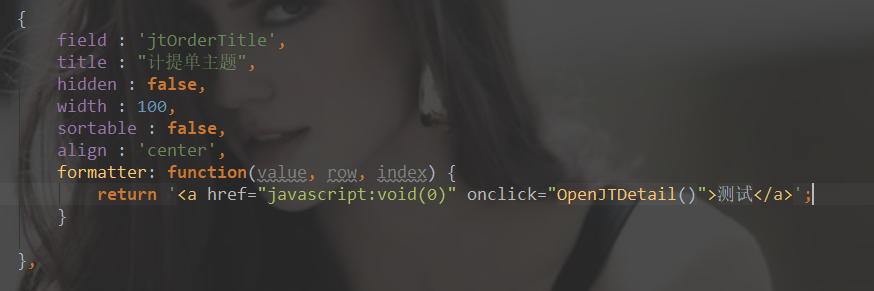 {
field : 'jtOrderTitle',
title : "计提单主题",
hidden : false,
width : 100,
sortable : false,
align : 'center',
formatter: function(value, row, index) {
return '<a href="javascript:void(0)" onclick="OpenJTDetail()">测试</a>';
}
},